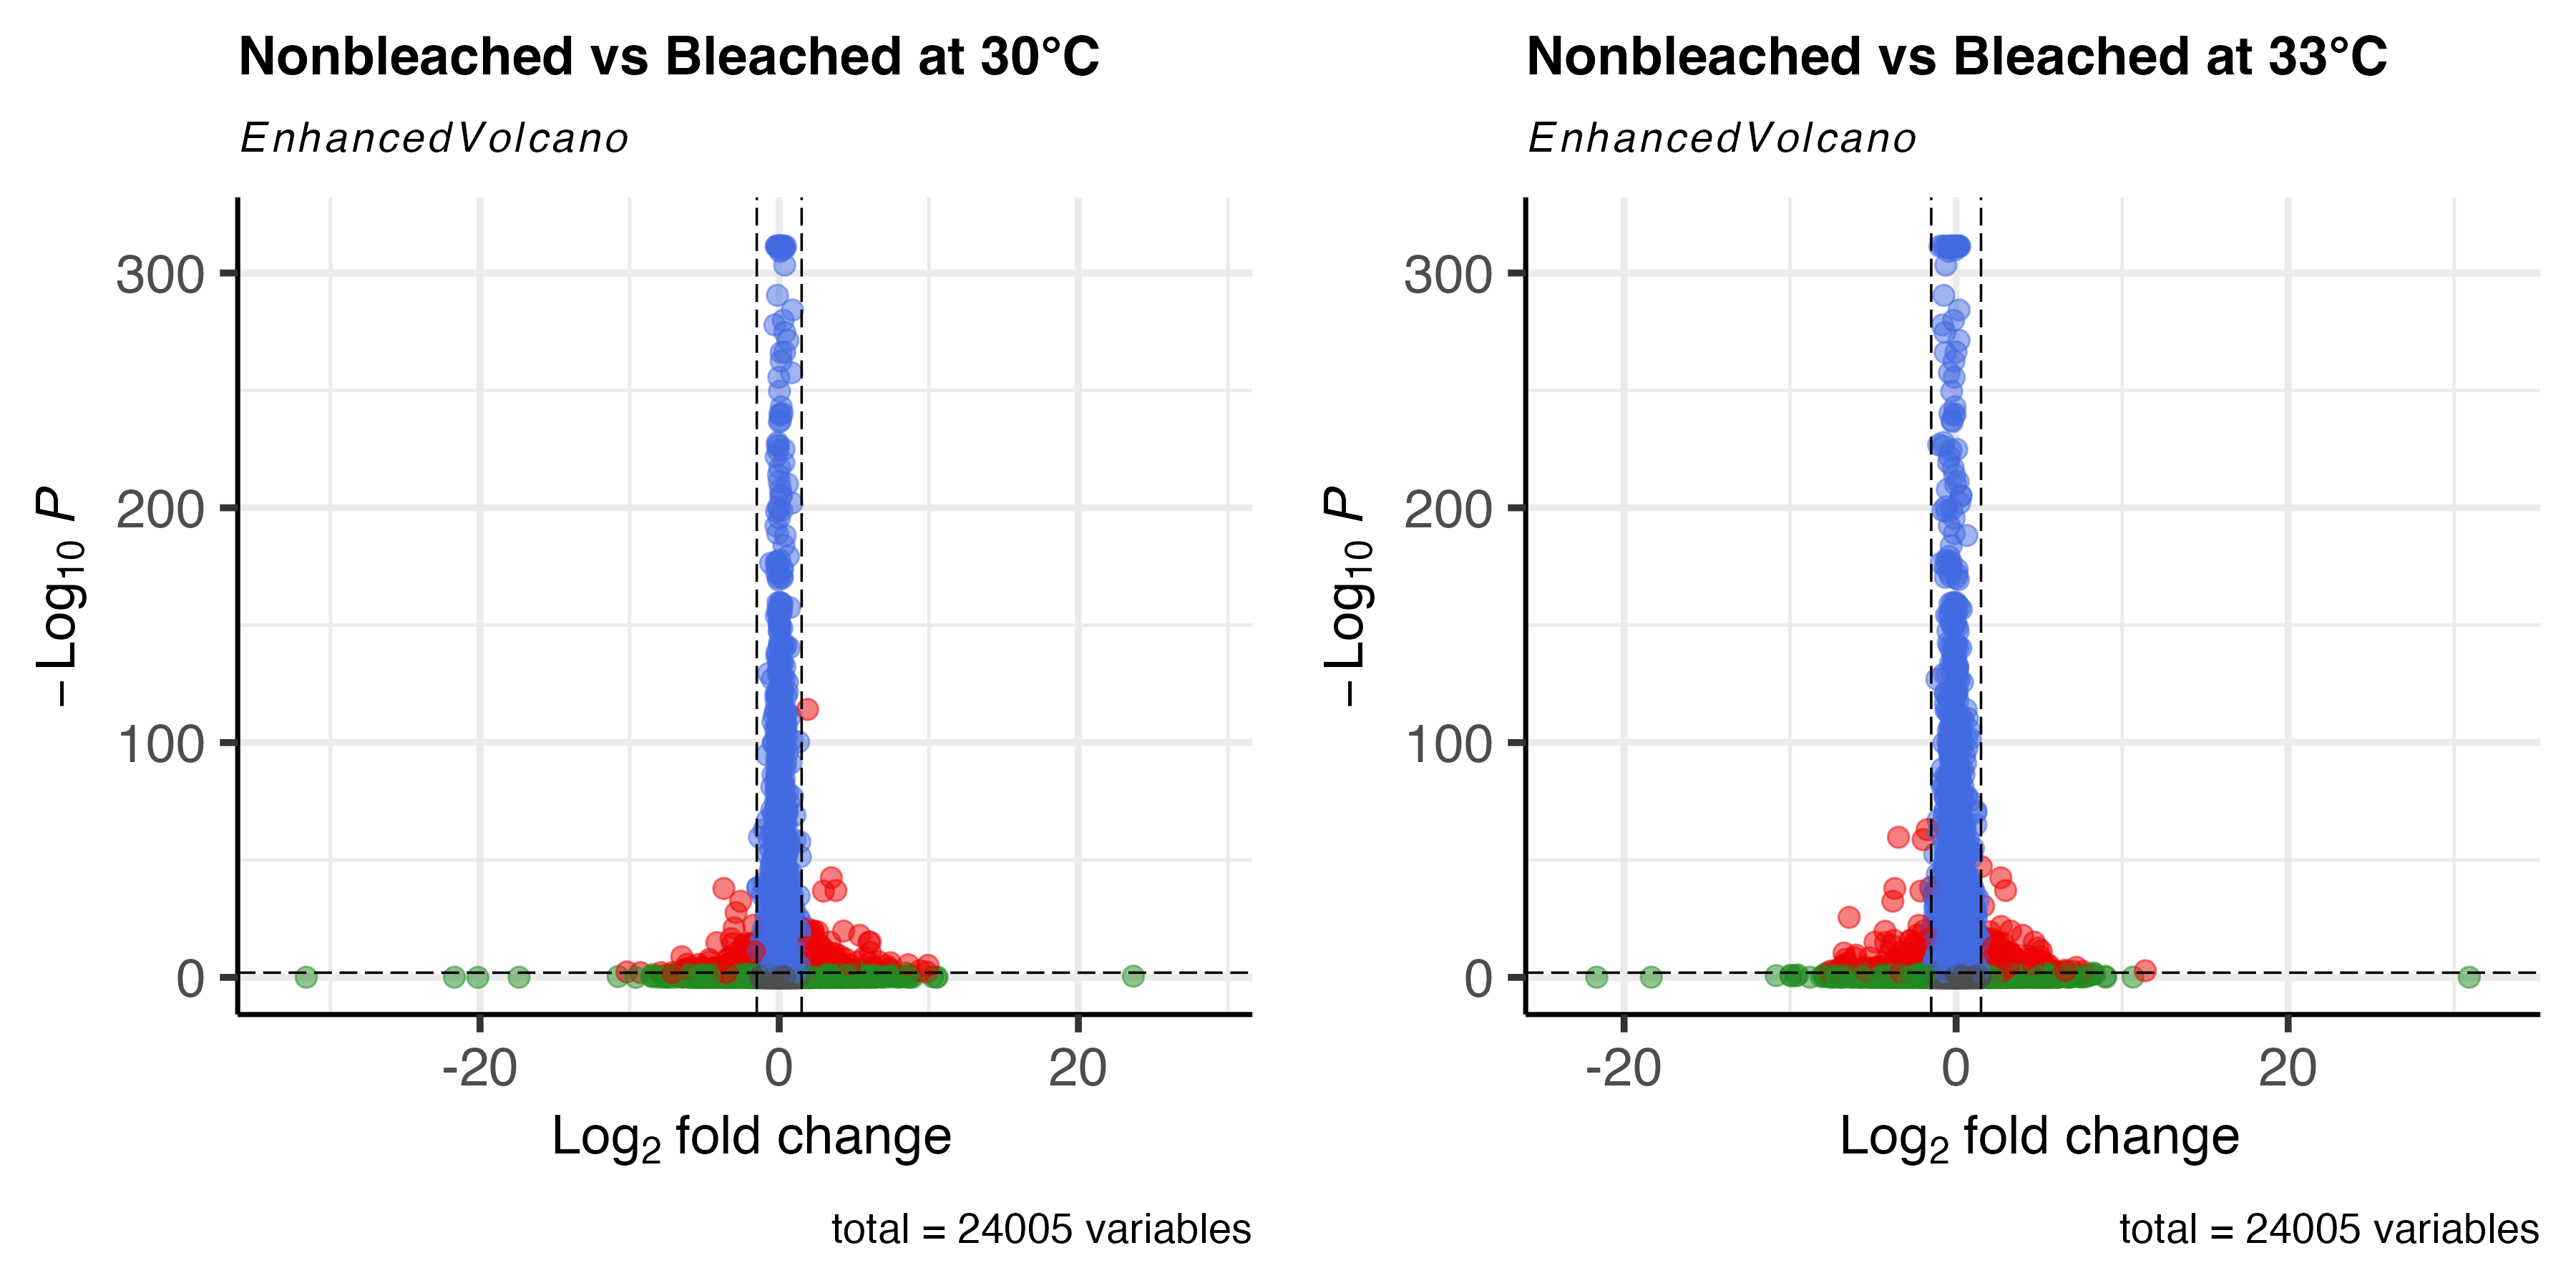 Nonbleached vs Bleached at 30°C
EnhancedVolcano
300
200
100
0
−Log10 P
-20 0 20
Log2 fold change
total = 24005 variables
Nonbleached vs Bleached at 33°C
EnhancedVolcano
300
200
100
0
−Log10 P
-20 0 20
Log2 fold change
total = 24005 variables